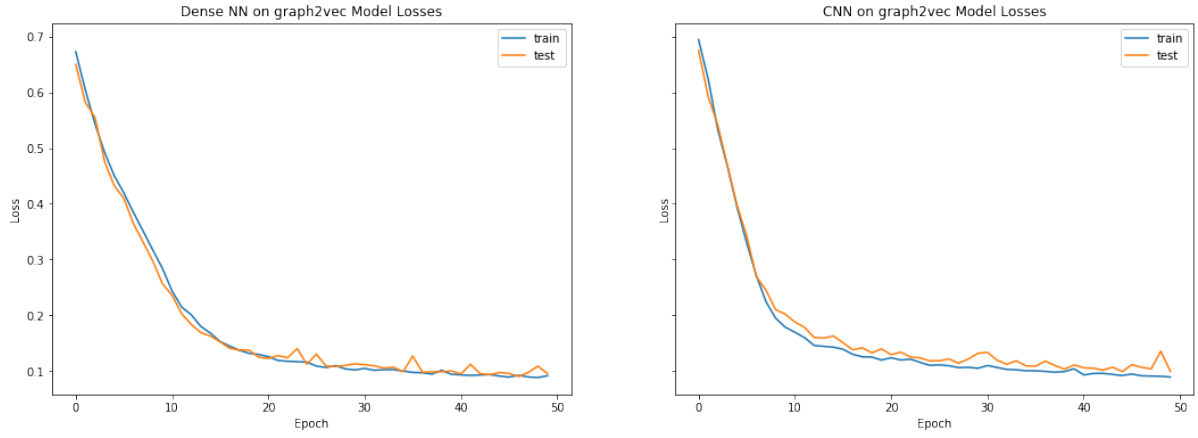 Dense NN on graph2vec Model Losses
train
test
0.7
0.6
0.5
0.4
0.3
0.2
0.1
Loss
0
10
20
30
40
50
Epoch
CNN on graph2vec Model Losses
train
test
Loss
0
10
20
30
40
50
Epoch